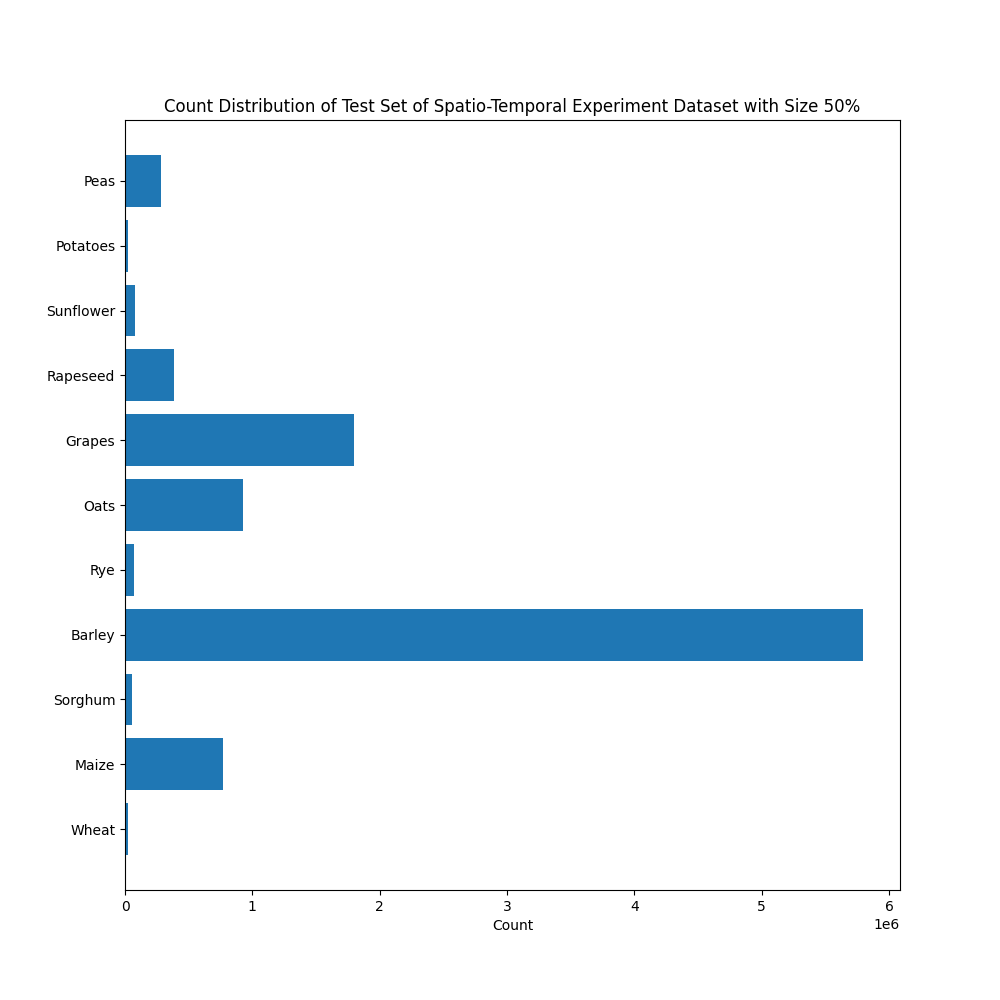 Count Distribution of Test Set of Spatio-Temporal Experiment Dataset with Size 50%
Peas
Potatoes
Sunflower
Rapeseed
Grapes
Oats
Rye
Barley
Sorghum
Maize
Wheat
0 1 2 3 4 5 6
1e6
Count